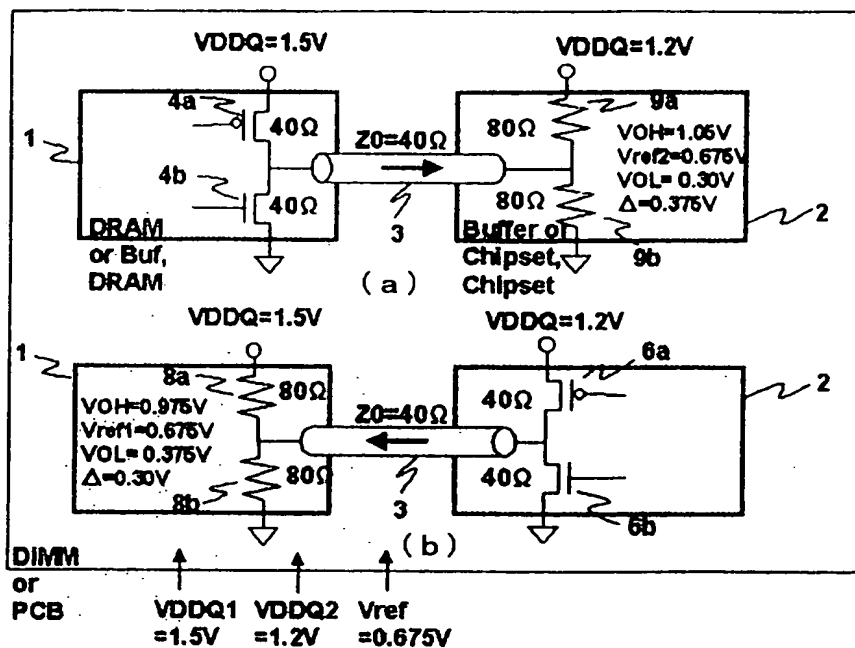 VDDQ=1.5V
VDDQ=1.2V
4a
40Ω
1
Z0=40Ω
4b
40Ω
3
DRAM
or Buf,
DRAM
9a
80Ω
VOH=1.05V
Vref2=0.675V
VOL= 0.30V
Δ=0.375V
80Ω
2
Buffer or
Chipset,
Chipset
9b
(a)
VDDQ=1.5V
VDDQ=1.2V
1
8a
80Ω
VOH=0.975V
Vref1=0.675V
VOL= 0.375V
Δ=0.30V
80Ω
8b
Z0=40Ω
3
6a
40Ω
2
40Ω
6b
(b)
DIMM
or
PCB
VDDQ1
=1.5V
VDDQ2
=1.2V
Vref
=0.675V